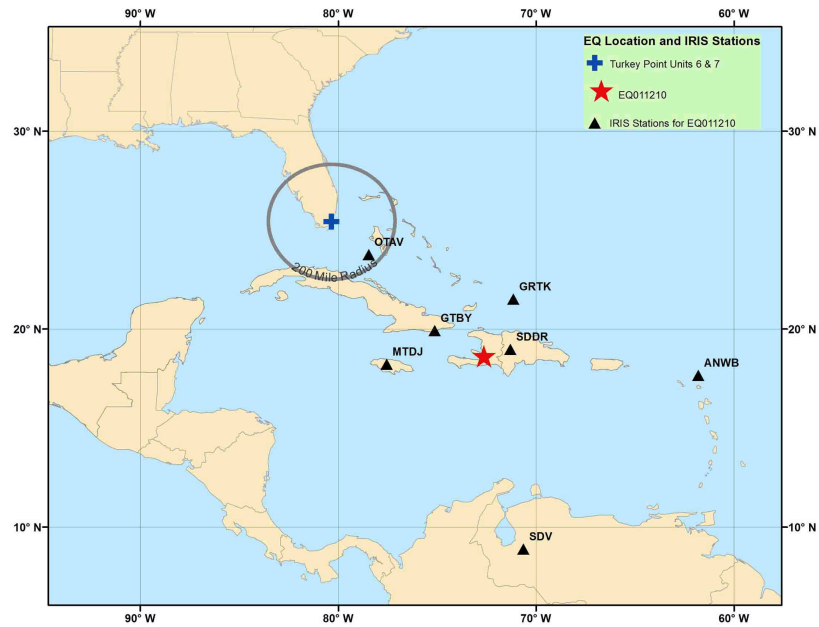 90° W 80° W 70° W 60° W
EQ Location and IRIS Stations
Turkey Point Units 6 & 7
EQ011210
IRIS Stations for EQ011210
30° N 30° N
OTAV
200 Mile Radius
GRTK
GTBY
20° N 20° N
SDDR
MTDJ
ANWB
10° N 10° N
SDV
90° W 80° W 70° W 60° W